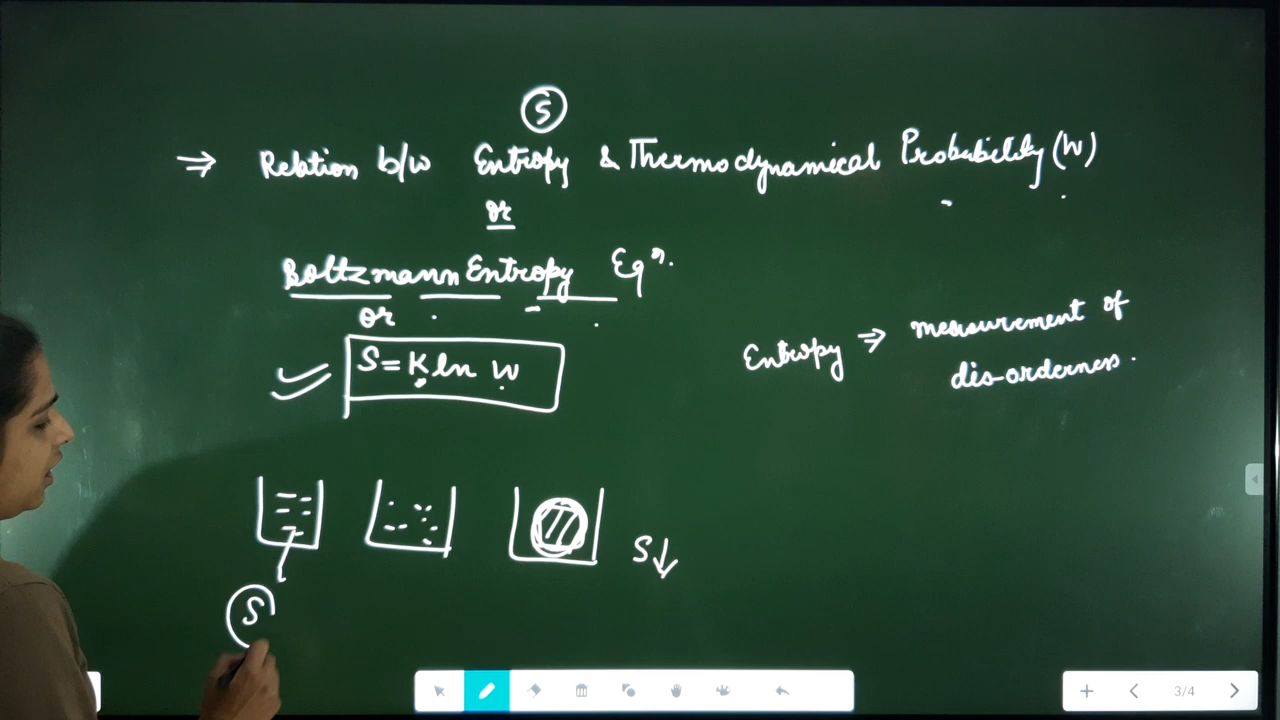 S
⇒ Relation b/w Entropy & Thermodynamical Probability (W)
or
Boltzmann Entropy Eqⁿ.
or
S = K ln W
Entropy ⇒ measurement of
dis-orderness.
S↓
S
3/4